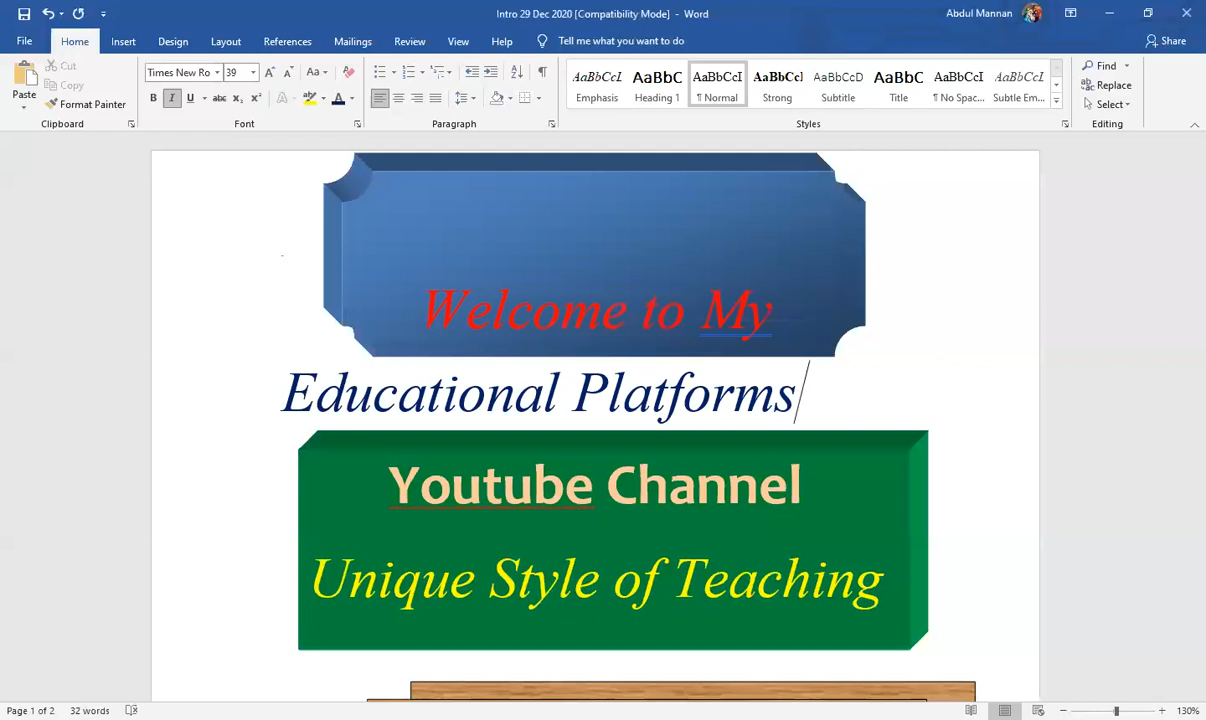 Intro 29 Dec 2020 [Compatibility Mode] - Word
Abdul Mannan
File Home Insert Design Layout References Mailings Review View Help Tell me what you want to do Share
Paste
Cut
Copy
Format Painter
Clipboard
Times New Ro 39
Font
Paragraph
AaBbCcI AaBbC AaBbCcI AaBbCcI AaBbCcD AaBbC AaBbCcI AaBbCcI
Emphasis Heading 1 ¶ Normal Strong Subtitle Title ¶ No Spac... Subtle Em...
Styles
Find
Replace
Select
Editing
Welcome to My
Educational Platforms
Youtube Channel
Unique Style of Teaching
Page 1 of 2 32 words 130%